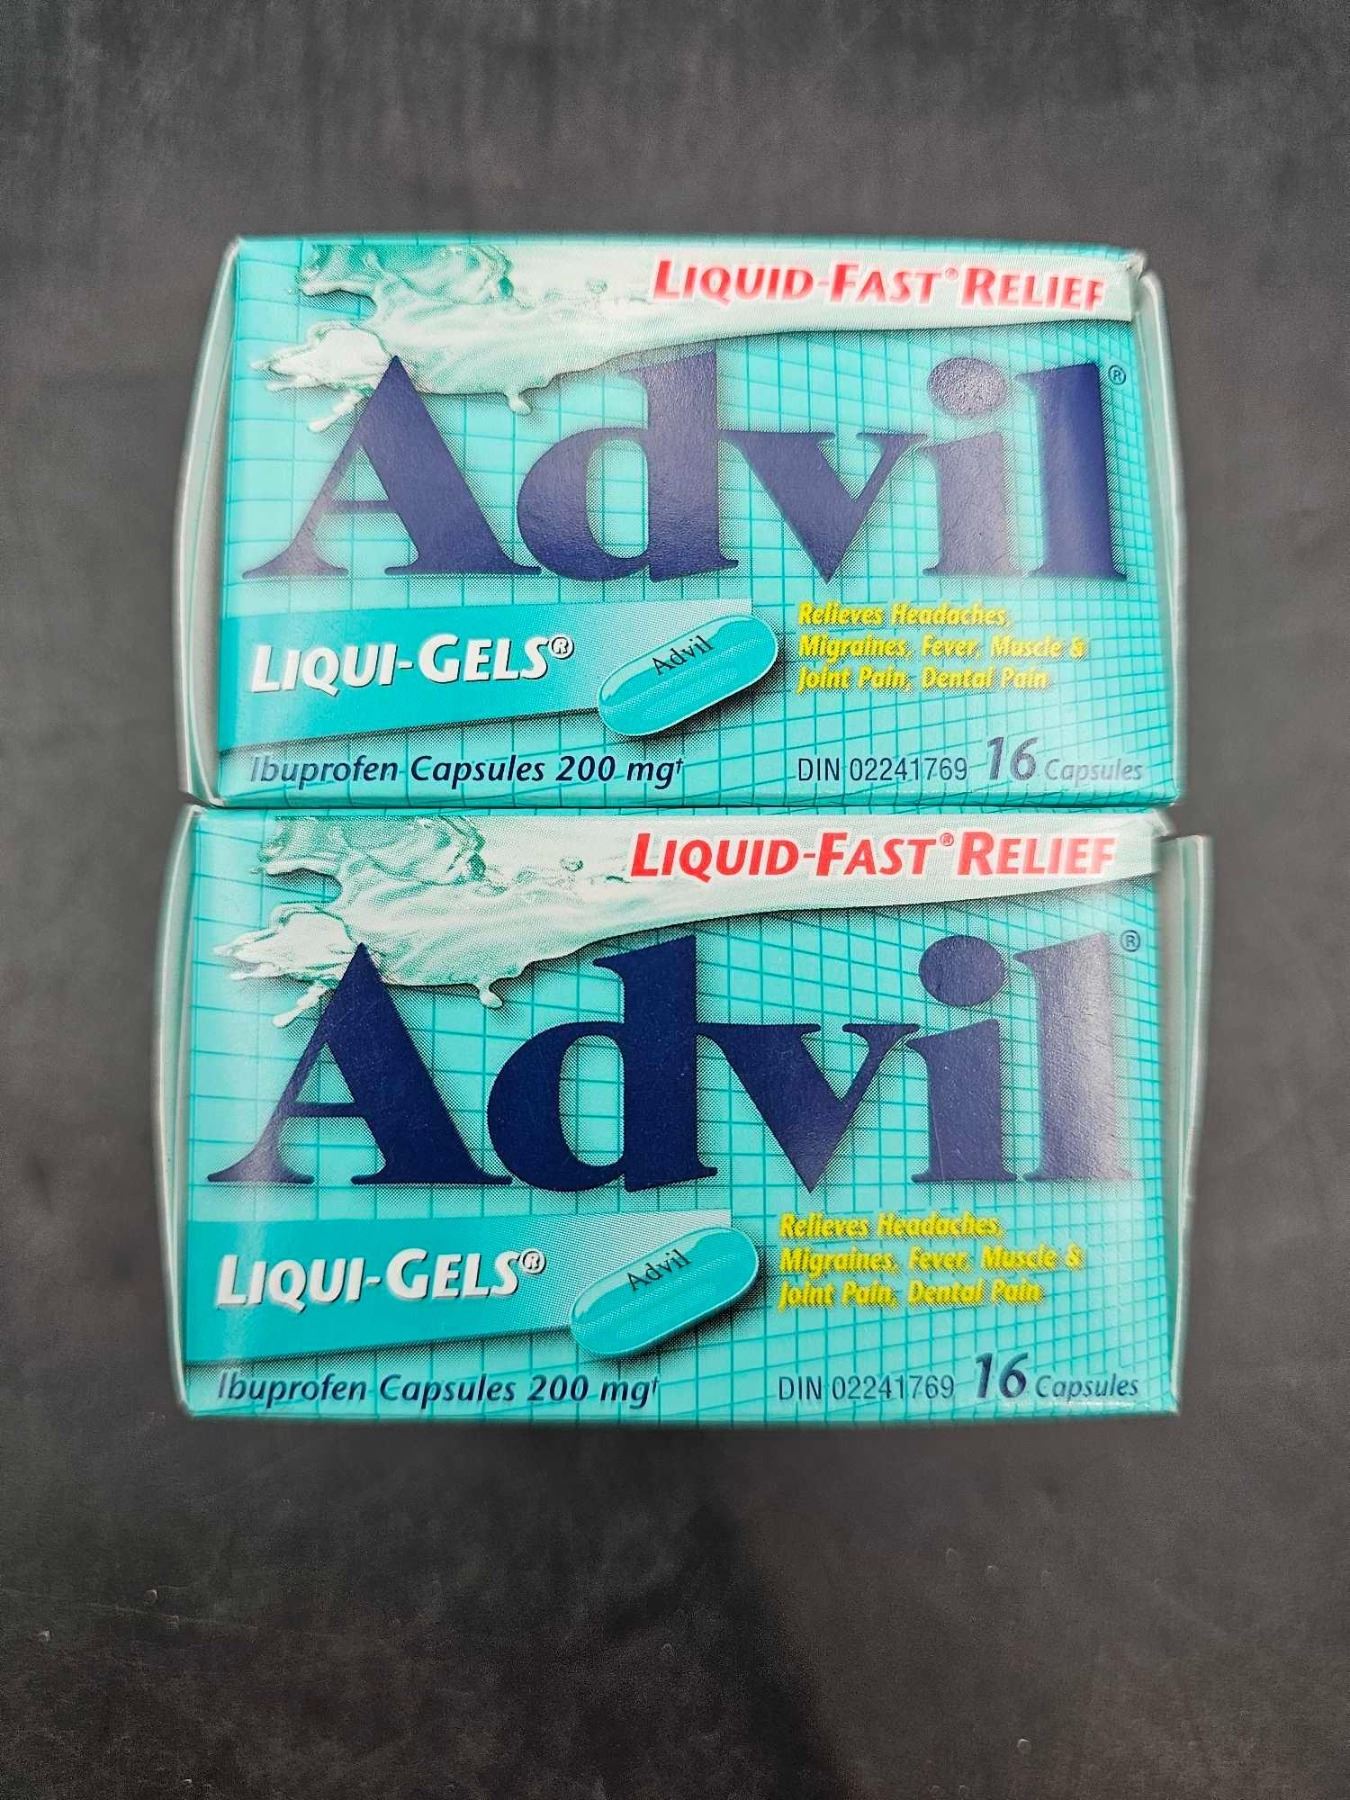 LIQUID-FAST® RELIEF
Advil®
LIQUI-GELS®
Advil
Relieves Headaches,
Migraines, Fever, Muscle &
Joint Pain, Dental Pain
Ibuprofen Capsules 200 mg†
DIN 02241769 16 Capsules
LIQUID-FAST® RELIEF
Advil®
LIQUI-GELS®
Advil
Relieves Headaches,
Migraines, Fever, Muscle &
Joint Pain, Dental Pain
Ibuprofen Capsules 200 mg†
DIN 02241769 16 Capsules